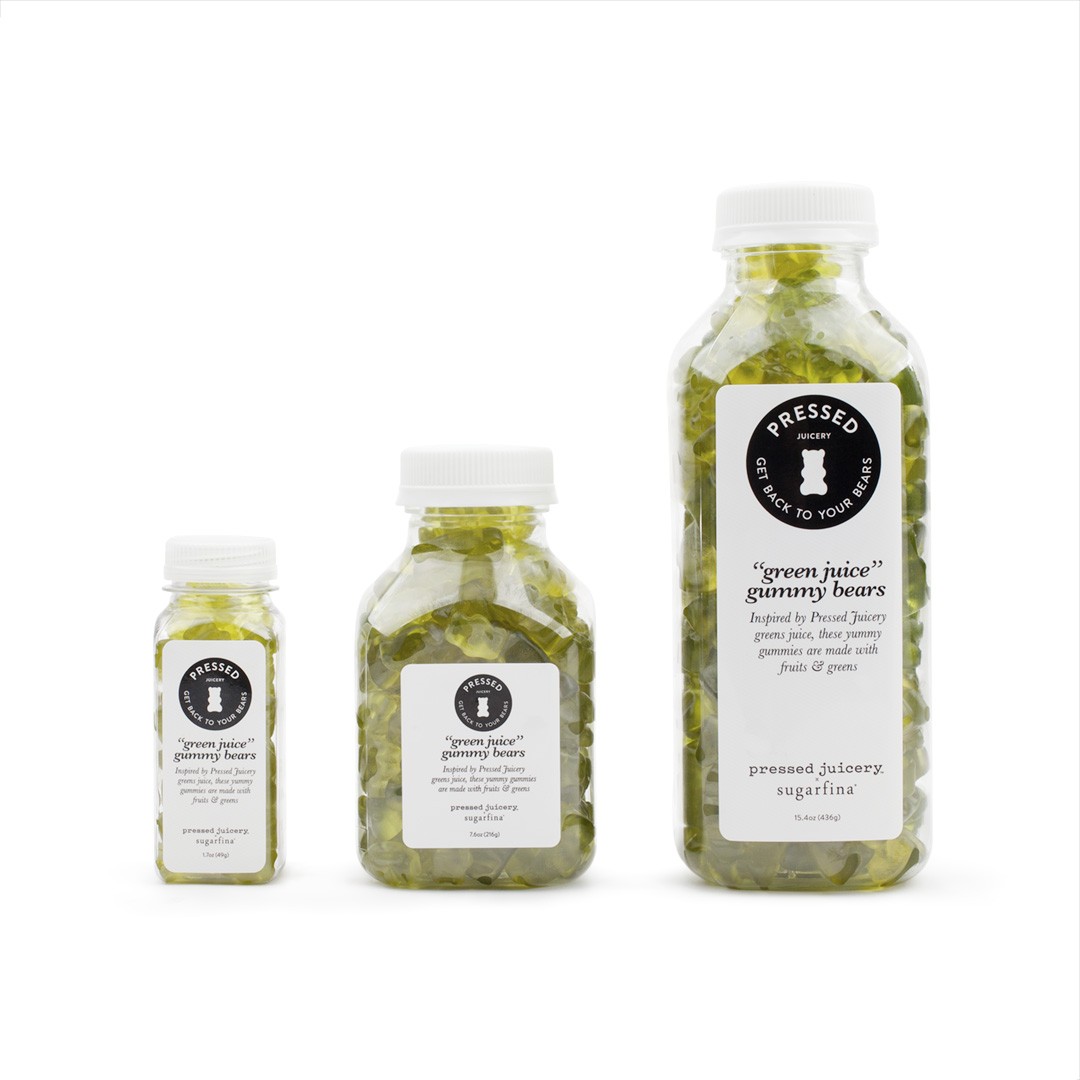 PRESSED
JUICERY
GET BACK TO YOUR BEARS
“green juice”
gummy bears
Inspired by Pressed Juicery
greens juice, these yummy
gummies are made with
fruits & greens
pressed juicery
sugarfina
1.7oz (49g)
PRESSED
JUICERY
GET BACK TO YOUR BEARS
“green juice”
gummy bears
Inspired by Pressed Juicery
greens juice, these yummy gummies
are made with fruits & greens
pressed juicery
sugarfina
7.6oz (216g)
PRESSED
JUICERY
GET BACK TO YOUR BEARS
“green juice”
gummy bears
Inspired by Pressed Juicery
greens juice, these yummy
gummies are made with
fruits & greens
pressed juicery
×
sugarfina
15.4oz (436g)